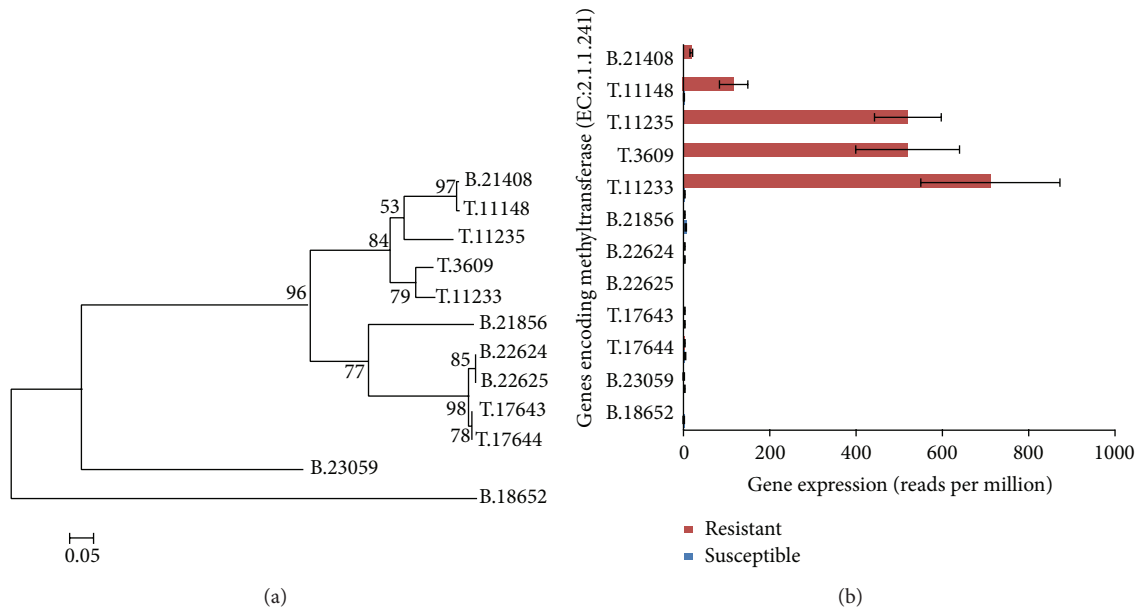 97
B.21408
53
T.11148
84
T.11235
T.3609
96
79
T.11233
B.21856
85
B.22624
77
B.22625
98
T.17643
78
T.17644
B.23059
B.18652
0.05
(a)
Genes encoding methyltransferase (EC:2.1.1.241)
B.21408
T.11148
T.11235
T.3609
T.11233
B.21856
B.22624
B.22625
T.17643
T.17644
B.23059
B.18652
0 200 400 600 800 1000
Gene expression (reads per million)
Resistant
Susceptible
(b)